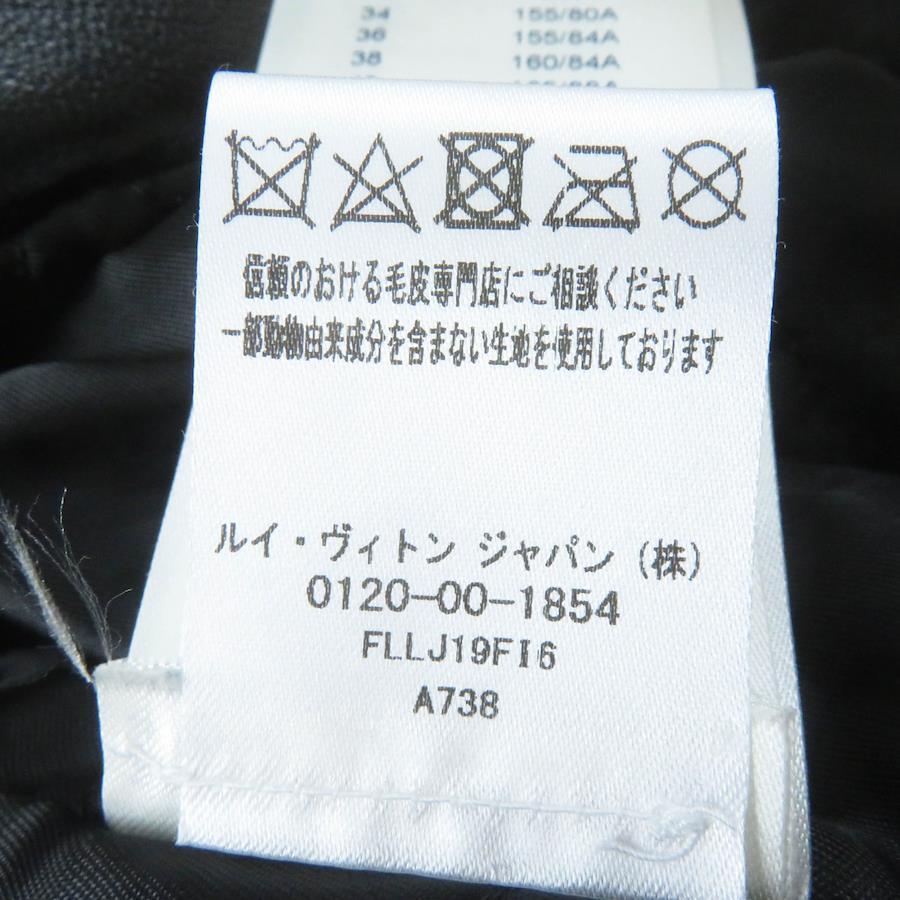 34 155/80A
36 155/84A
38 160/84A
信頼のおける毛皮専門店にご相談ください
一部動物由来成分を含まない生地を使用しております
ルイ・ヴィトン ジャパン (株)
0120-00-1854
FLLJ19FI6
A738